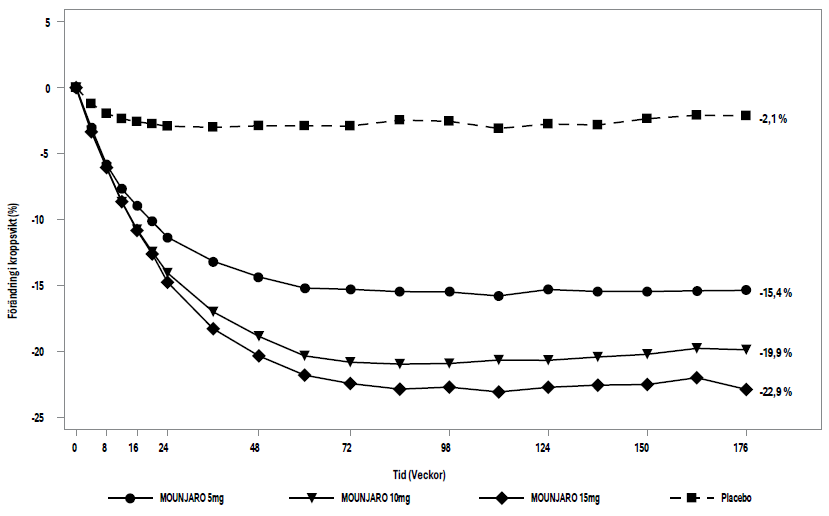 5
0
-5
-10
-15
-20
-25
Förändring i kroppsvikt (%)
-2,1 %
-15,4 %
-19,9 %
-22,9 %
0 8 16 24 48 72 98 124 150 176
Tid (Veckor)
MOUNJARO 5mg MOUNJARO 10mg MOUNJARO 15mg Placebo